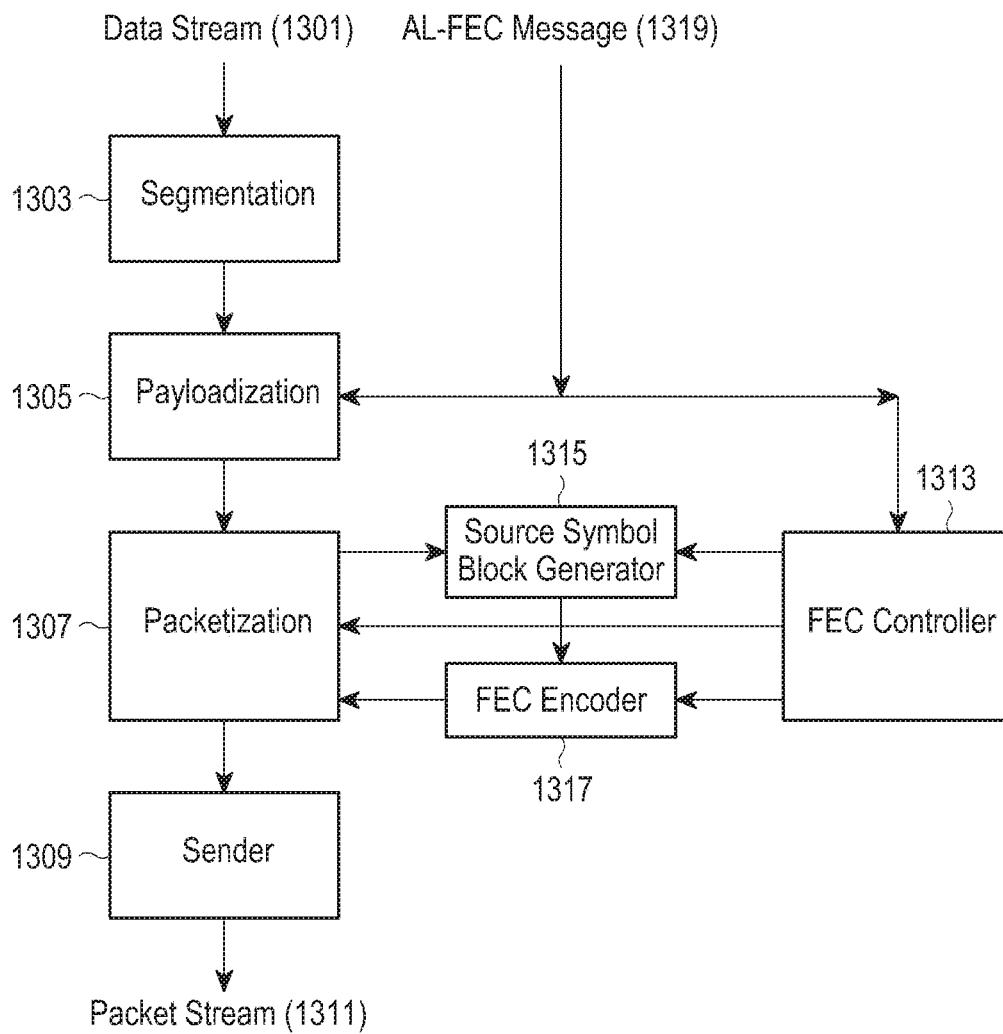 Data Stream (1301)
AL-FEC Message (1319)
1303
Segmentation
1305
Payloadization
1315
1313
Source Symbol
Block Generator
1307
Packetization
FEC Controller
FEC Encoder
1317
1309
Sender
Packet Stream (1311)